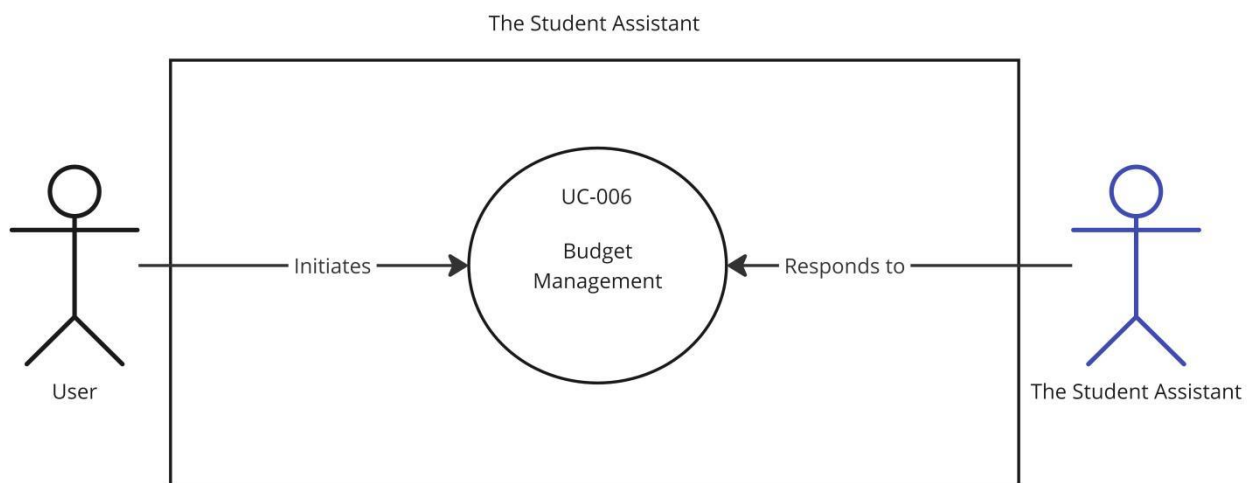 The Student Assistant
UC-006
Budget
Management
Initiates
Responds to
User
The Student Assistant